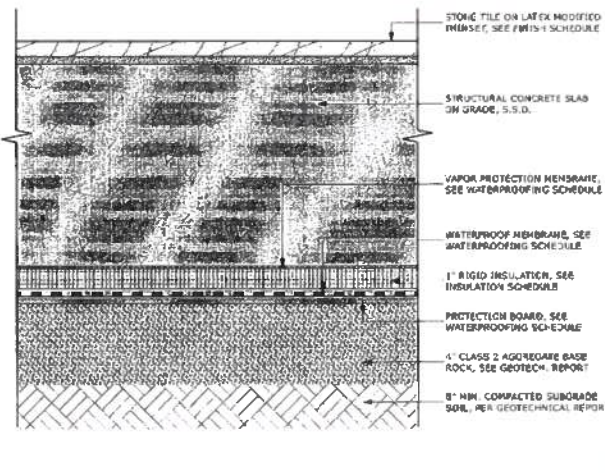 STONE TILE ON LATEX MODIFIED
THINSET, SEE FINISH SCHEDULE
STRUCTURAL CONCRETE SLAB
ON GRADE, S.S.D.
VAPOR PROTECTION MEMBRANE,
SEE WATERPROOFING SCHEDULE
WATERPROOF MEMBRANE, SEE
WATERPROOFING SCHEDULE
1" RIGID INSULATION, SEE
INSULATION SCHEDULE
PROTECTION BOARD, SEE
WATERPROOFING SCHEDULE
4" CLASS 2 AGGREGATE BASE
ROCK, SEE GEOTECH. REPORT
8" MIN. COMPACTED SUBGRADE
SOIL, PER GEOTECHNICAL REPOR